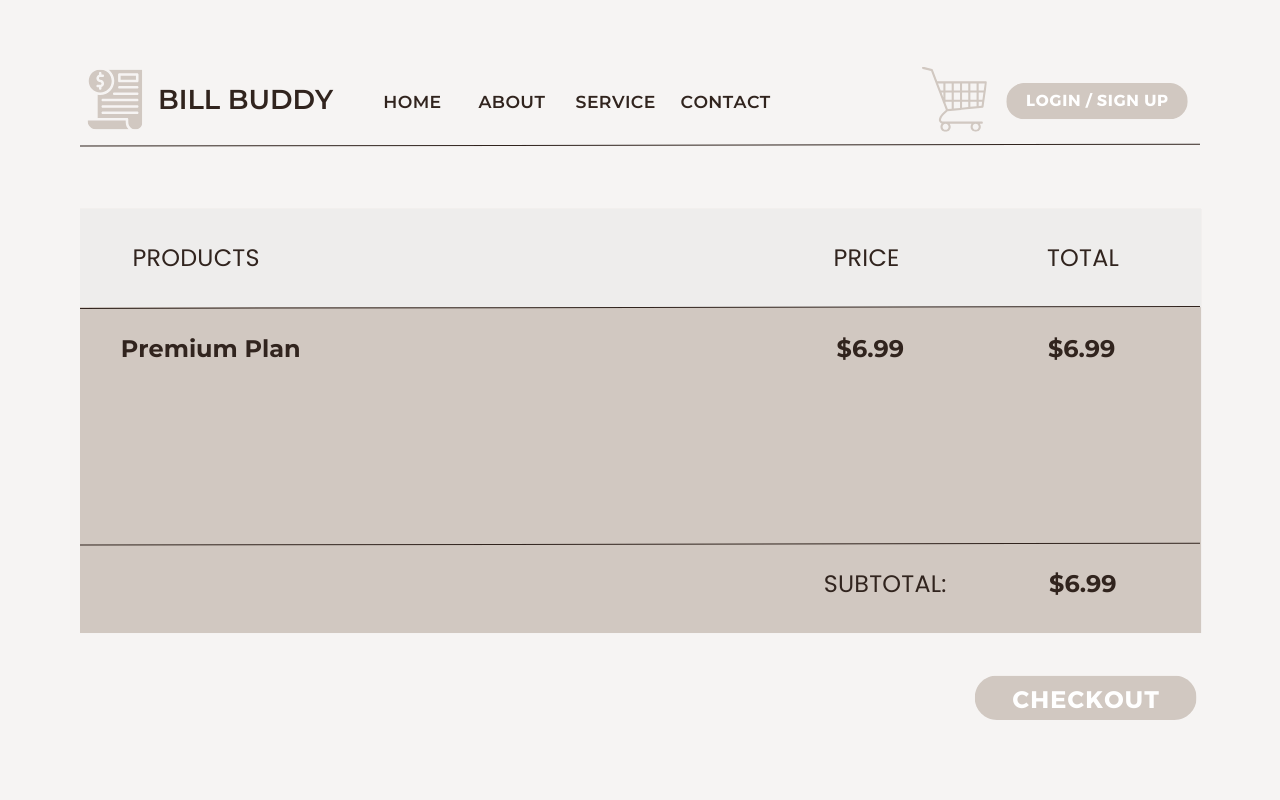 BILL BUDDY HOME ABOUT SERVICE CONTACT LOGIN / SIGN UP
PRODUCTS PRICE TOTAL
Premium Plan $6.99 $6.99
SUBTOTAL: $6.99
CHECKOUT